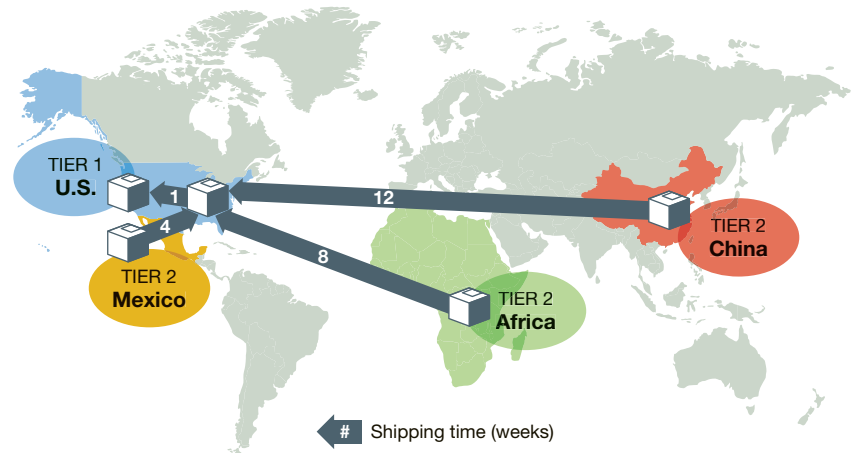 TIER 1
U.S.
1
12
4
TIER 2
China
8
TIER 2
Mexico
TIER 2
Africa
# Shipping time (weeks)